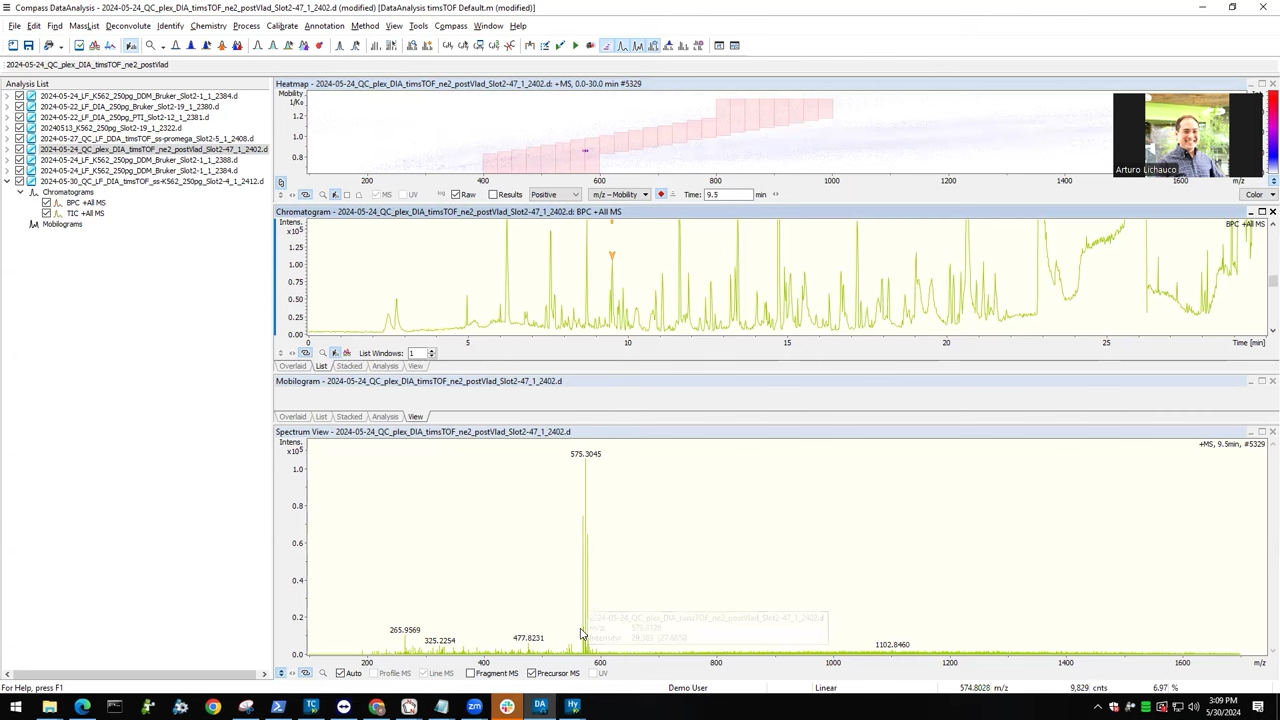 Compass DataAnalysis - 2024-05-24_QC_plex_DIA_timsTOF_ne2_postVlad_Slot2-47_1_2402.d (modified) [DataAnalysis timsTOF Default.m (modified)]
File Edit Find MassList Deconvolute Identify Chemistry Process Calibrate Annotation Method View Tools Compass Window Help
2024-05-24_QC_plex_DIA_timsTOF_ne2_postVlad
Analysis List
2024-05-24_LF_K562_250pg_DDM_Bruker_Slot2-1_1_2384.d
2024-05-22_LF_DIA_250pg_Bruker_Slot2-19_1_2380.d
2024-05-22_LF_DIA_250pg_PTI_Slot2-12_1_2381.d
20240513_K562_250pg_Slot2-19_1_2322.d
2024-05-27_QC_LF_DDA_timsTOF_ss-promega_Slot2-5_1_2408.d
2024-05-24_QC_plex_DIA_timsTOF_ne2_postVlad_Slot2-47_1_2402.d
2024-05-24_LF_K562_250pg_DDM_Bruker_Slot2-1_1_2388.d
2024-05-24_LF_K562_250pg_DDM_Bruker_Slot2-1_1_2388.d
2024-05-30_QC_LF_DIA_timsTOF_ss-K562_250pg_Slot2-4_1_2412.d
Chromatograms
BPC +All MS
TIC +All MS
Mobilograms
Heatmap - 2024-05-24_QC_plex_DIA_timsTOF_ne2_postVlad_Slot2-47_1_2402.d: +MS, 0.0-30.0 min #5329
Mobility
1/K₀
1.2
1.0
0.8
200 400 600 800 1000 1200 m/z
Arturo Lichauco
log Raw Results Positive m/z – Mobility Time: 9.5 min Color
MS UV
Chromatogram - 2024-05-24_QC_plex_DIA_timsTOF_ne2_postVlad_Slot2-47_1_2402.d: BPC +All MS
Intens.
x10⁵
BPC +All MS
1.25
1.00
0.75
0.50
0.25
0.00
0 5 10 15 20 25 Time [min]
List Windows: 1
Overlaid List Stacked Analysis View
Mobilogram - 2024-05-24_QC_plex_DIA_timsTOF_ne2_postVlad_Slot2-47_1_2402.d
Overlaid List Stacked Analysis View
Spectrum View - 2024-05-24_QC_plex_DIA_timsTOF_ne2_postVlad_Slot2-47_1_2402.d
Intens.
x10⁵
+MS, 9.5min, #5329
575.3045
1.0
0.8
0.6
0.4
0.2
0.0
265.9569
325.2254
477.8231
1102.8460
2024-05-24_QC_plex_DIA_timsTOF_ne2_postVlad_Slot2-47_1_2402.d
m/z:
Intensity:
200 400 600 800 1000 1200 1400 1600 m/z
Auto Profile MS Line MS Fragment MS Precursor MS UV
For Help, press F1
Demo User Linear 574.8028 m/z 9,829 cnts 6.97 %
3:09 PM
5/30/2024